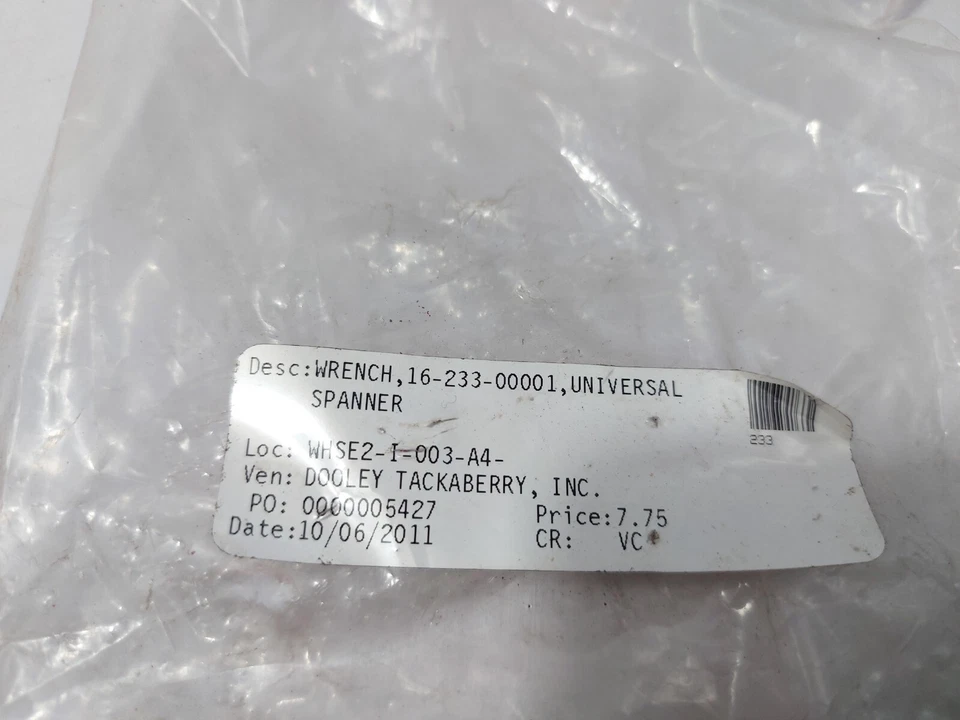 Desc:WRENCH,16-233-00001,UNIVERSAL
SPANNER
233
Loc: WHSE2-I-003-A4-
Ven: DOOLEY TACKABERRY, INC.
PO: 0000005427
Price:7.75
Date:10/06/2011
CR: VC